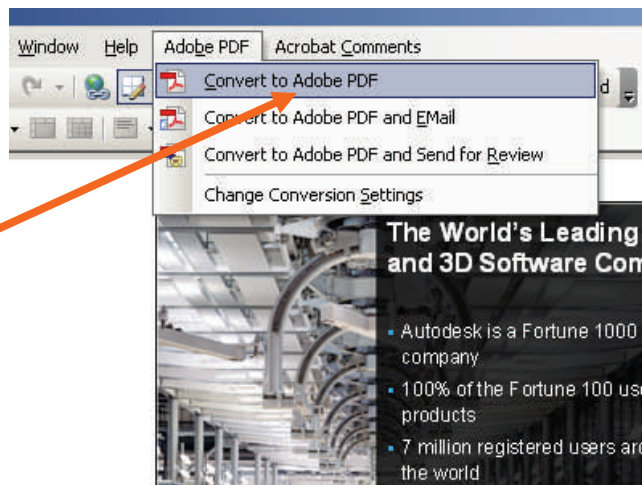 Window Help Adobe PDF Acrobat Comments
d
Convert to Adobe PDF
Convert to Adobe PDF and EMail
Convert to Adobe PDF and Send for Review
Change Conversion Settings
The World's Leading
and 3D Software Com
Autodesk is a Fortune 1000
company
100% of the Fortune 100 use
products
7 million registered users aro
the world